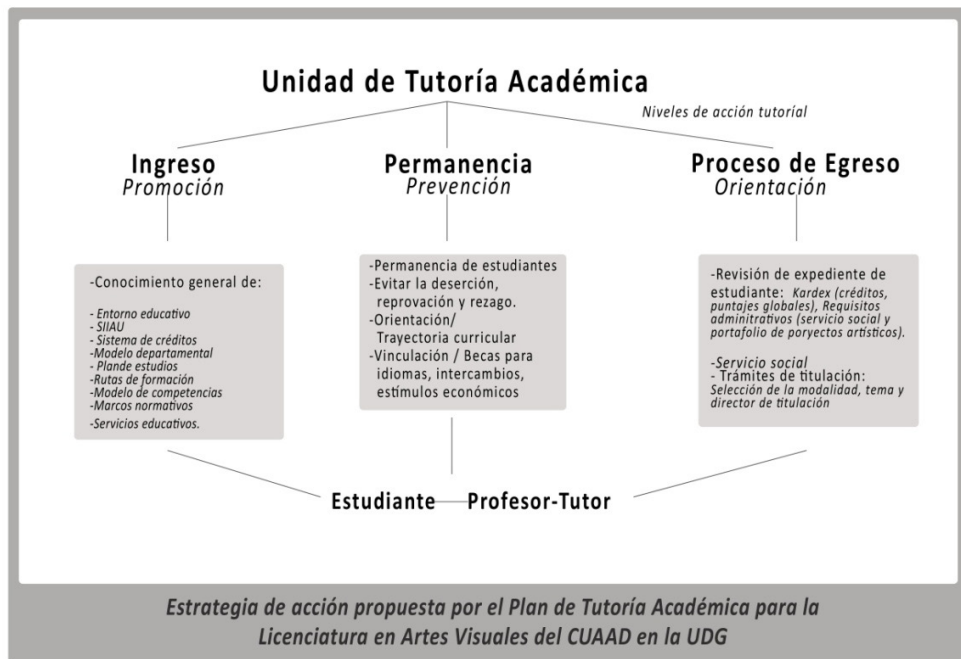 Unidad de Tutoría Académica
Niveles de acción tutorial
Ingreso
Promoción
Permanencia
Prevención
Proceso de Egreso
Orientación
-Conocimiento general de:
- Entorno educativo
- SIIAU
- Sistema de créditos
-Modelo departamental
- Plande estudios
-Rutas de formación
-Modelo de competencias
-Marcos normativos
-Servicios educativos.
-Permanencia de estudiantes
-Evitar la deserción,
reprovación y rezago.
-Orientación/
Trayectoria curricular
-Vinculación / Becas para
idiomas, intercambios,
estímulos económicos
-Revisión de expediente de
estudiante: Kardex (créditos,
puntajes globales), Requisitos
adminitrativos (servicio social y
portafolio de poryectos artísticos).
-Servicio social
- Trámites de titulación:
Selección de la modalidad, tema y
director de titulación
Estudiante Profesor-Tutor
Estrategia de acción propuesta por el Plan de Tutoría Académica para la
Licenciatura en Artes Visuales del CUAAD en la UDG